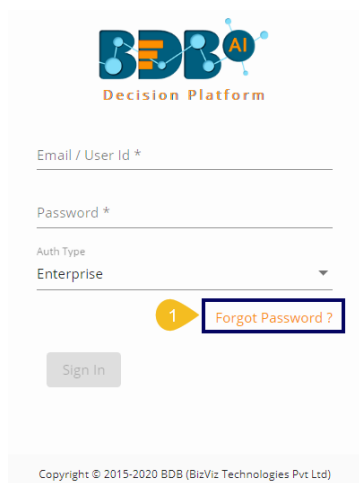 BDB AI
Decision Platform
Email / User Id *
Password *
Auth Type
Enterprise
1 Forgot Password ?
Sign In
Copyright © 2015-2020 BDB (BizViz Technologies Pvt Ltd)